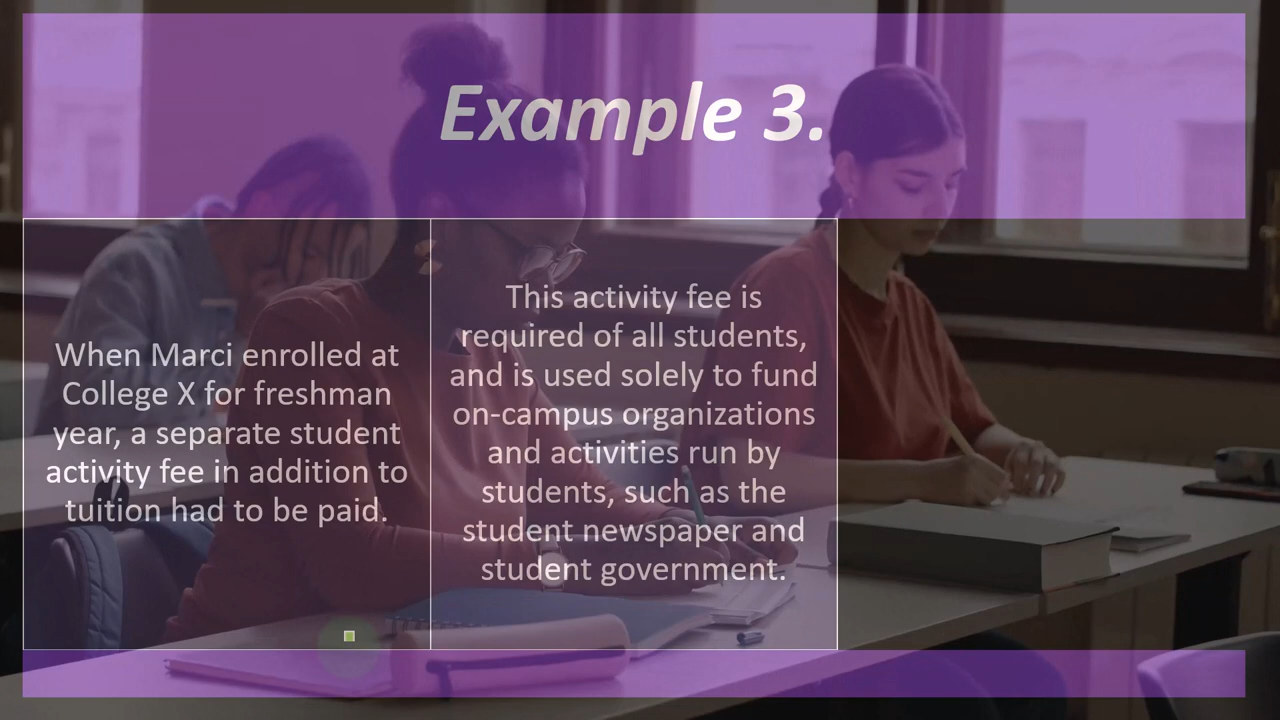 Example 3.
When Marci enrolled at
College X for freshman
year, a separate student
activity fee in addition to
tuition had to be paid.
This activity fee is
required of all students,
and is used solely to fund
on-campus organizations
and activities run by
students, such as the
student newspaper and
student government.